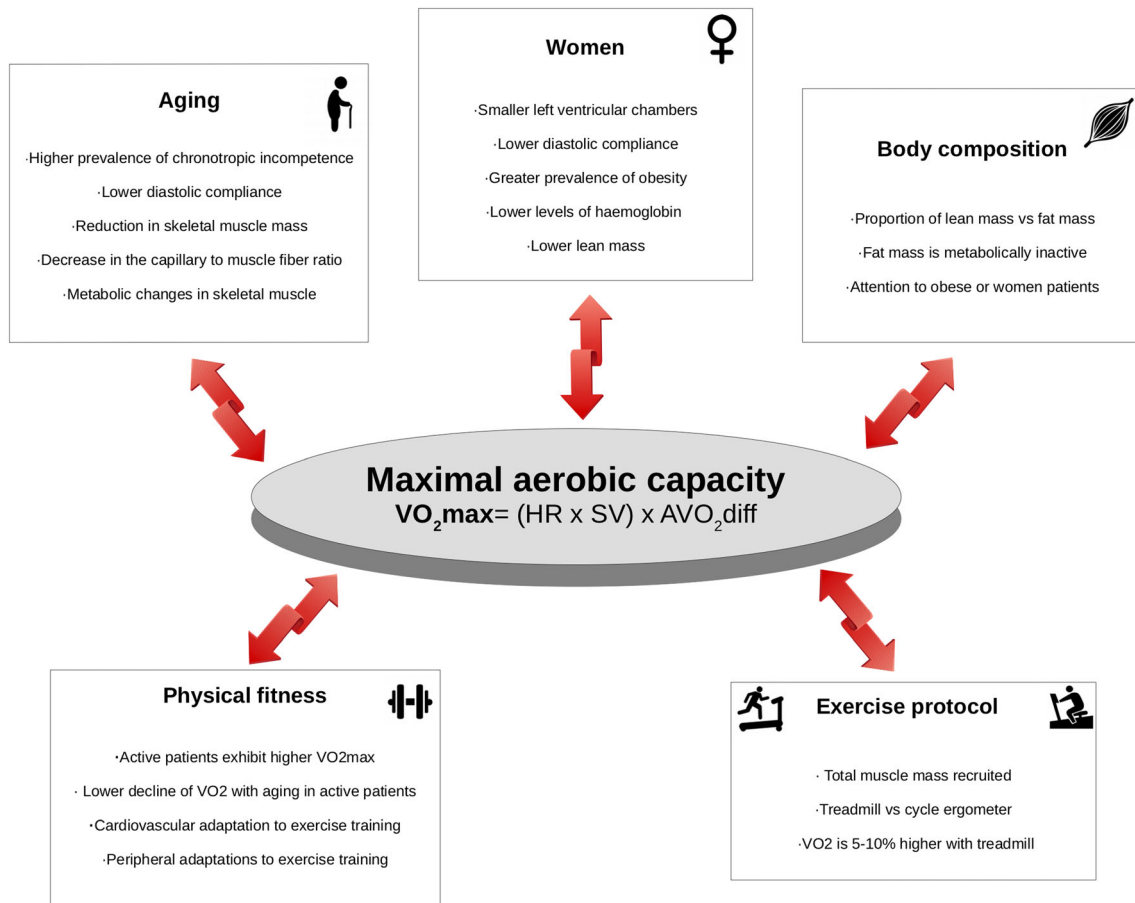 Women
·Smaller left ventricular chambers
·Lower diastolic compliance
·Greater prevalence of obesity
·Lower levels of haemoglobin
·Lower lean mass
Aging
·Higher prevalence of chronotropic incompetence
·Lower diastolic compliance
·Reduction in skeletal muscle mass
·Decrease in the capillary to muscle fiber ratio
·Metabolic changes in skeletal muscle
Body composition
·Proportion of lean mass vs fat mass
·Fat mass is metabolically inactive
·Attention to obese or women patients
Maximal aerobic capacity
VO₂max= (HR x SV) x AVO₂diff
Physical fitness
·Active patients exhibit higher VO2max
· Lower decline of VO2 with aging in active patients
·Cardiovascular adaptation to exercise training
·Peripheral adaptations to exercise training
Exercise protocol
· Total muscle mass recruited
·Treadmill vs cycle ergometer
·VO2 is 5-10% higher with treadmill